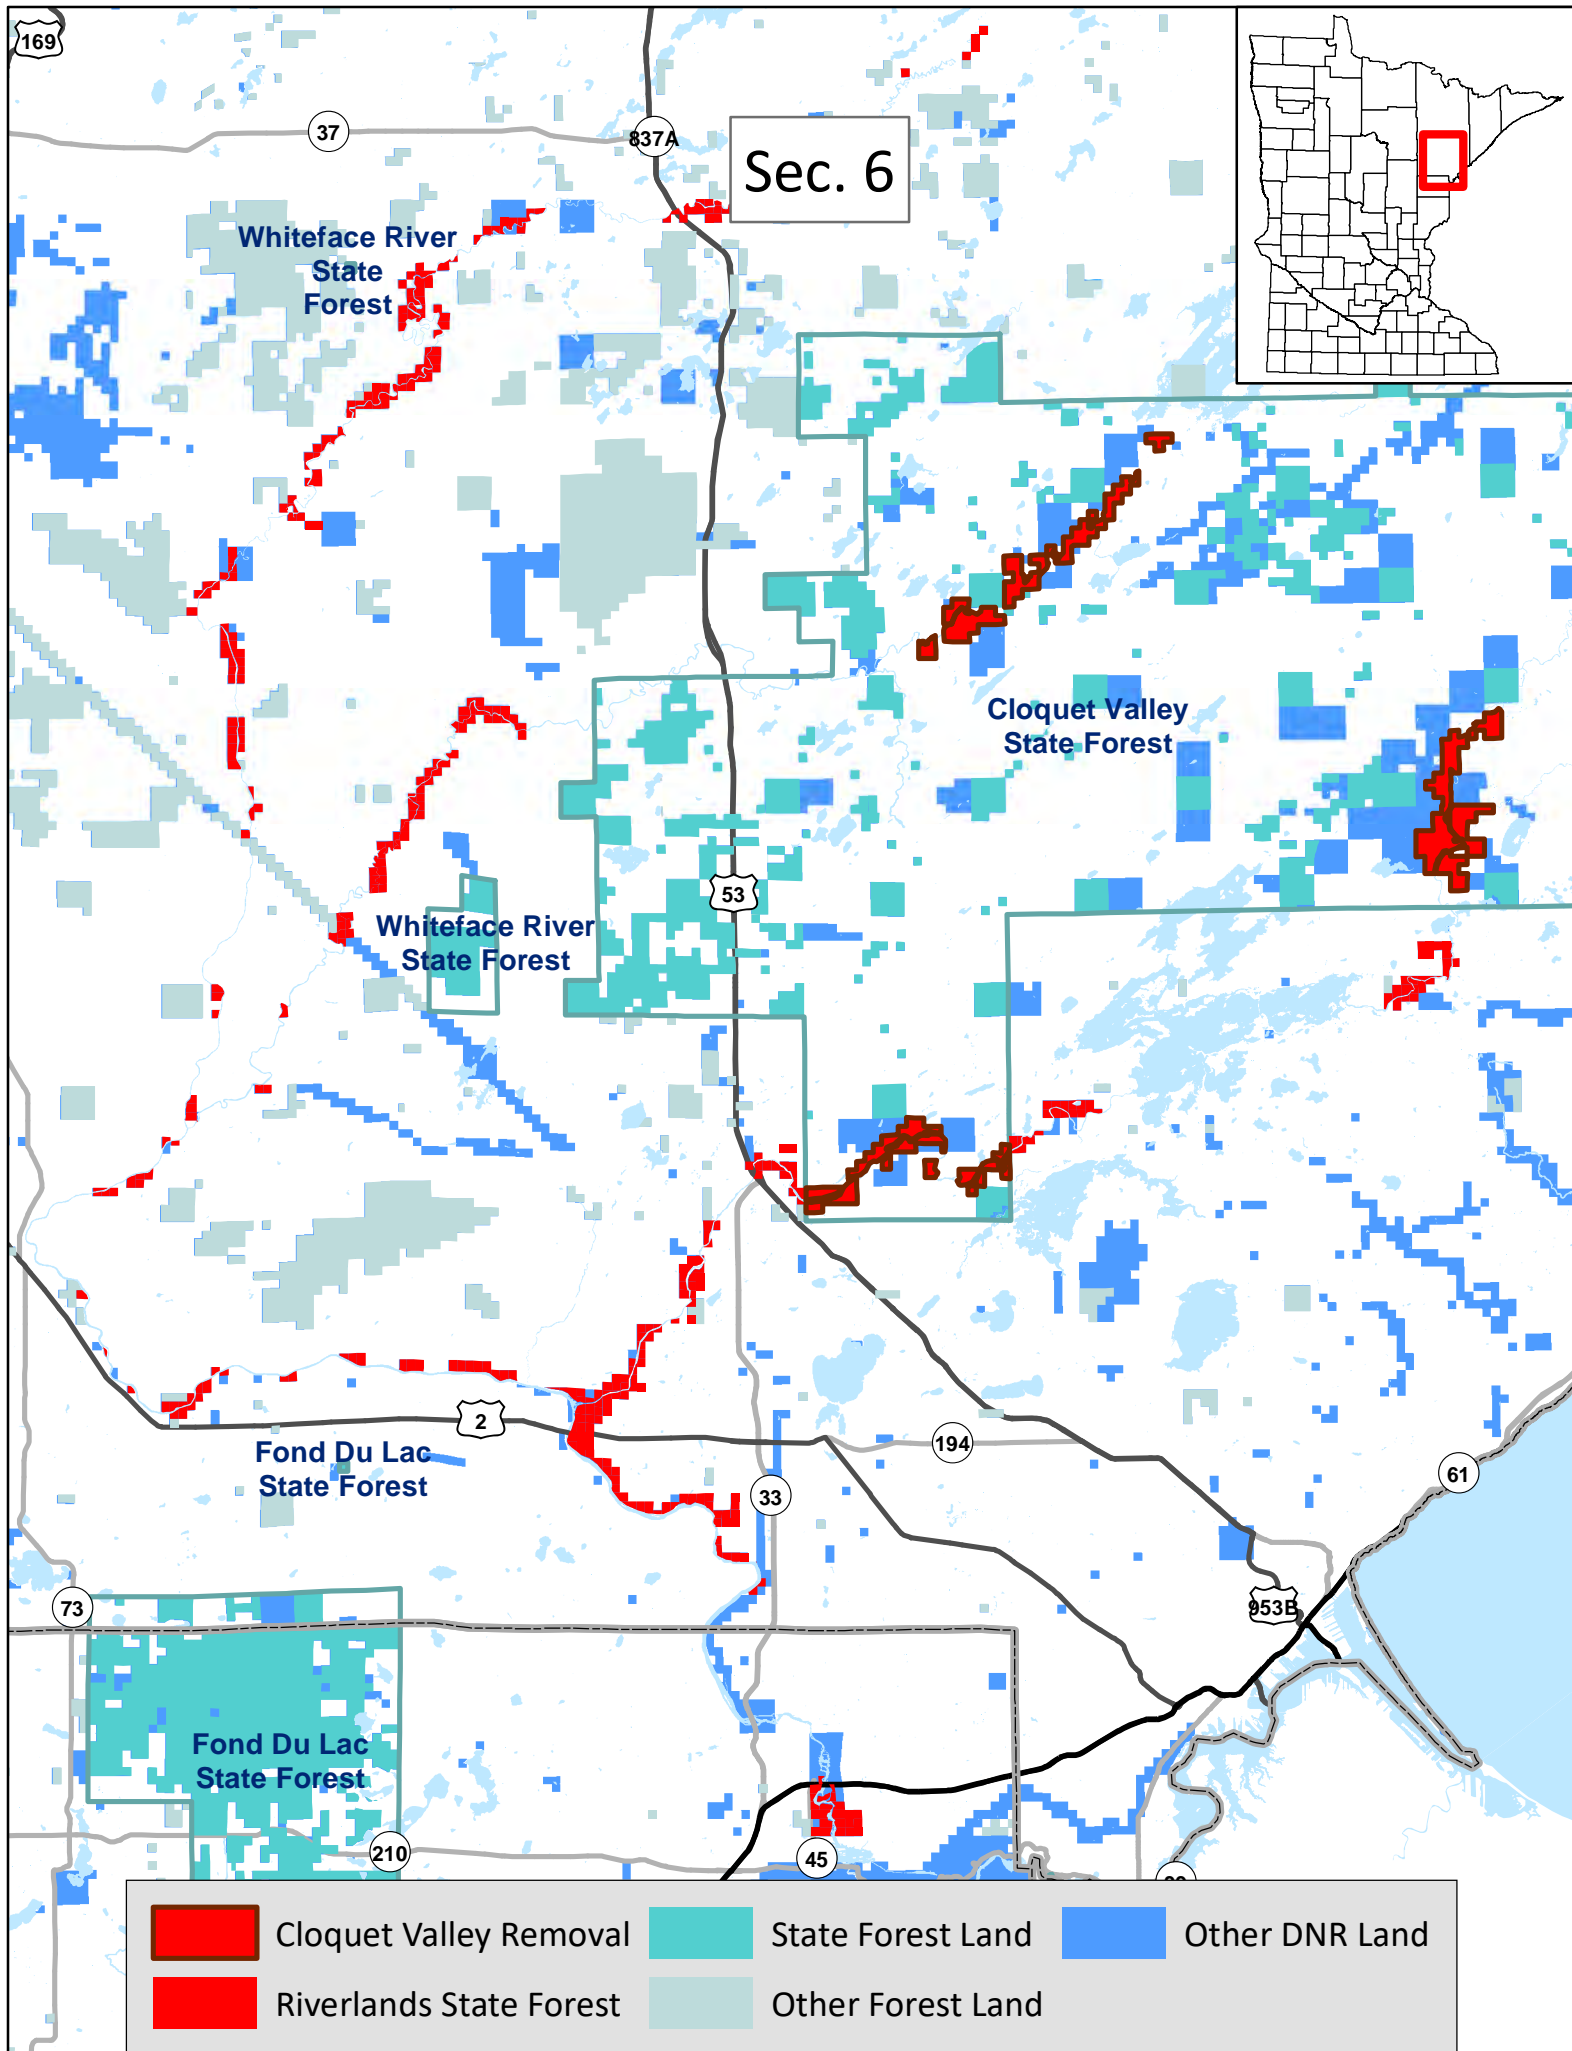 169
37
837A
Sec. 6
Whiteface River
State
Forest
Cloquet Valley
State Forest
53
Whiteface River
State Forest
2
194
Fond Du Lac
State Forest
61
33
73
953B
Fond Du Lac
State Forest
210
45
Cloquet Valley Removal
State Forest Land
Other DNR Land
Riverlands State Forest
Other Forest Land